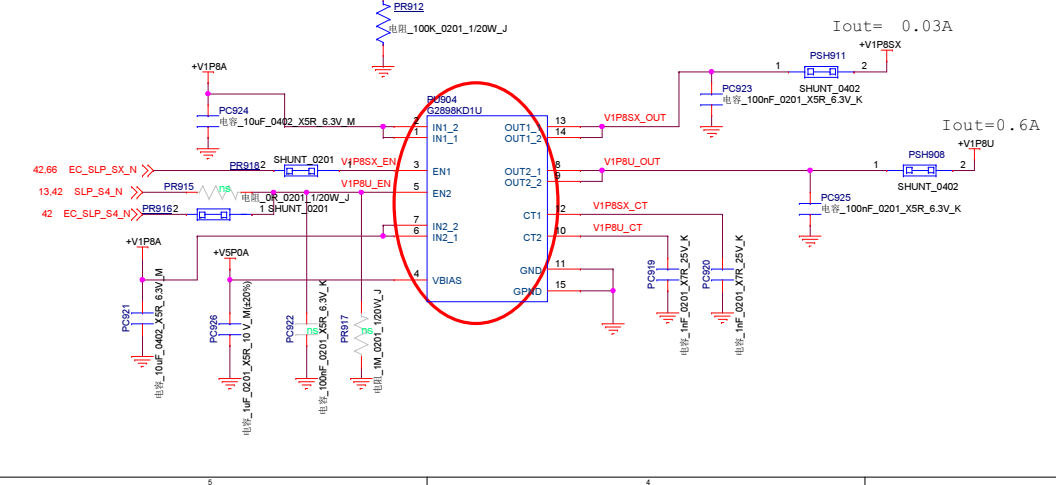 PR912
电阻_100K_0201_1/20W_J
Iout= 0.03A
+V1P8SX
PSH911
1
2
SHUNT_0402
+V1P8A
PC924
电容_10uF_0402_X5R_6.3V_M
PU904
G2898KD1U
PC923
电容_100nF_0201_X5R_6.3V_K
2
IN1_2
1
IN1_1
OUT1_1
13
V1P8SX_OUT
OUT1_2
14
Iout=0.6A
+V1P8U
42,66
EC_SLP_SX_N
PR918
2
SHUNT_0201
1
V1P8SX_EN
3
EN1
OUT2_1
8
V1P8U_OUT
OUT2_2
9
1
PSH908
2
SHUNT_0402
13,42
SLP_S4_N
PR915
ns
电阻_0R_0201_1/20W_J
V1P8U_EN
5
EN2
42
EC_SLP_S4_N
PR916
2
1
SHUNT_0201
CT1
12
V1P8SX_CT
PC925
电容_100nF_0201_X5R_6.3V_K
7
IN2_2
6
IN2_1
CT2
10
V1P8U_CT
+V1P8A
+V5P0A
4
VBIAS
GND
11
GPND
15
PC919
电容_1nF_0201_X7R_25V_K
PC920
电容_1nF_0201_X7R_25V_K
PC921
电容_10uF_0402_X5R_6.3V_M
PC926
电容_1uF_0201_X5R_10 V_M(±20%)
PC922
ns
电容_100nF_0201_X5R_6.3V_K
PR917
ns
电阻_1M_0201_1/20W_J
5
4